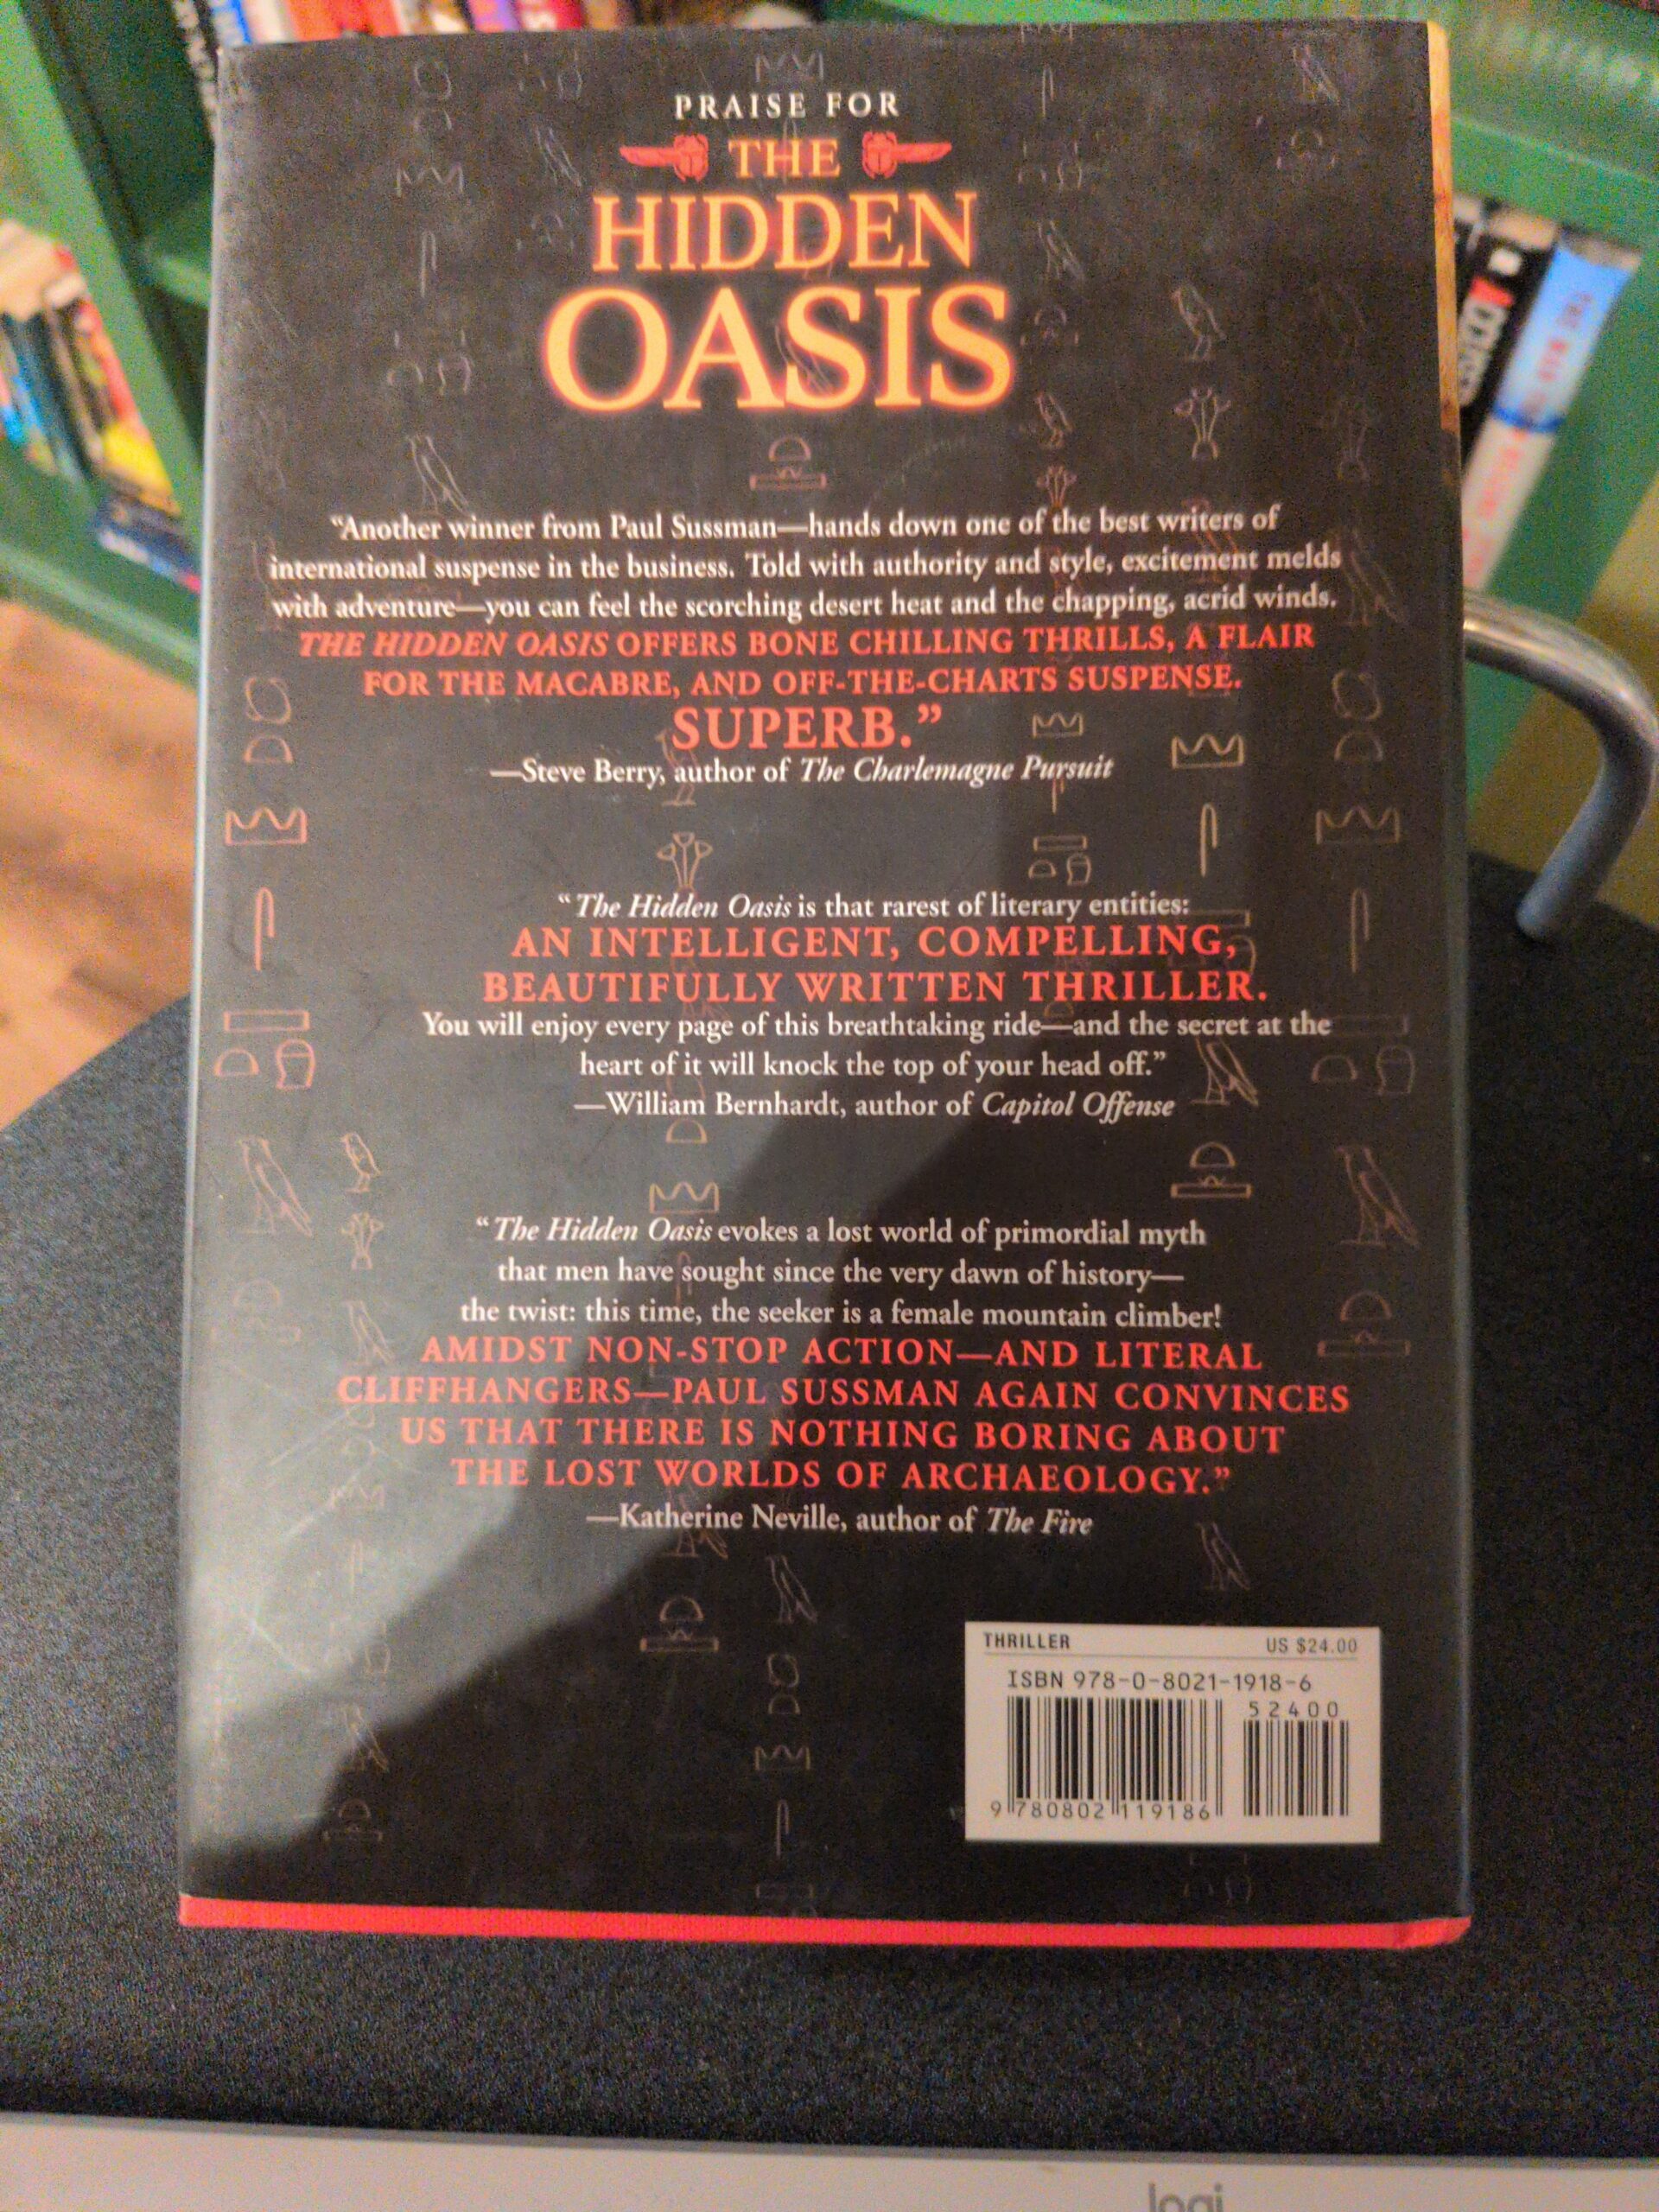 PRAISE FOR
THE
HIDDEN
OASIS
“Another winner from Paul Sussman—hands down one of the best writers of
international suspense in the business. Told with authority and style, excitement melds
with adventure—you can feel the scorching desert heat and the chapping, acrid winds.
THE HIDDEN OASIS OFFERS BONE CHILLING THRILLS, A FLAIR
FOR THE MACABRE, AND OFF-THE-CHARTS SUSPENSE.
SUPERB.”
—Steve Berry, author of The Charlemagne Pursuit
“The Hidden Oasis is that rarest of literary entities:
AN INTELLIGENT, COMPELLING,
BEAUTIFULLY WRITTEN THRILLER.
You will enjoy every page of this breathtaking ride—and the secret at the
heart of it will knock the top of your head off.”
—William Bernhardt, author of Capitol Offense
“The Hidden Oasis evokes a lost world of primordial myth
that men have sought since the very dawn of history—
the twist: this time, the seeker is a female mountain climber!
AMIDST NON-STOP ACTION—AND LITERAL
CLIFFHANGERS—PAUL SUSSMAN AGAIN CONVINCES
US THAT THERE IS NOTHING BORING ABOUT
THE LOST WORLDS OF ARCHAEOLOGY.”
—Katherine Neville, author of The Fire
THRILLER US $24.00
ISBN 978-0-8021-1918-6
52400
9 780802 119186
logi